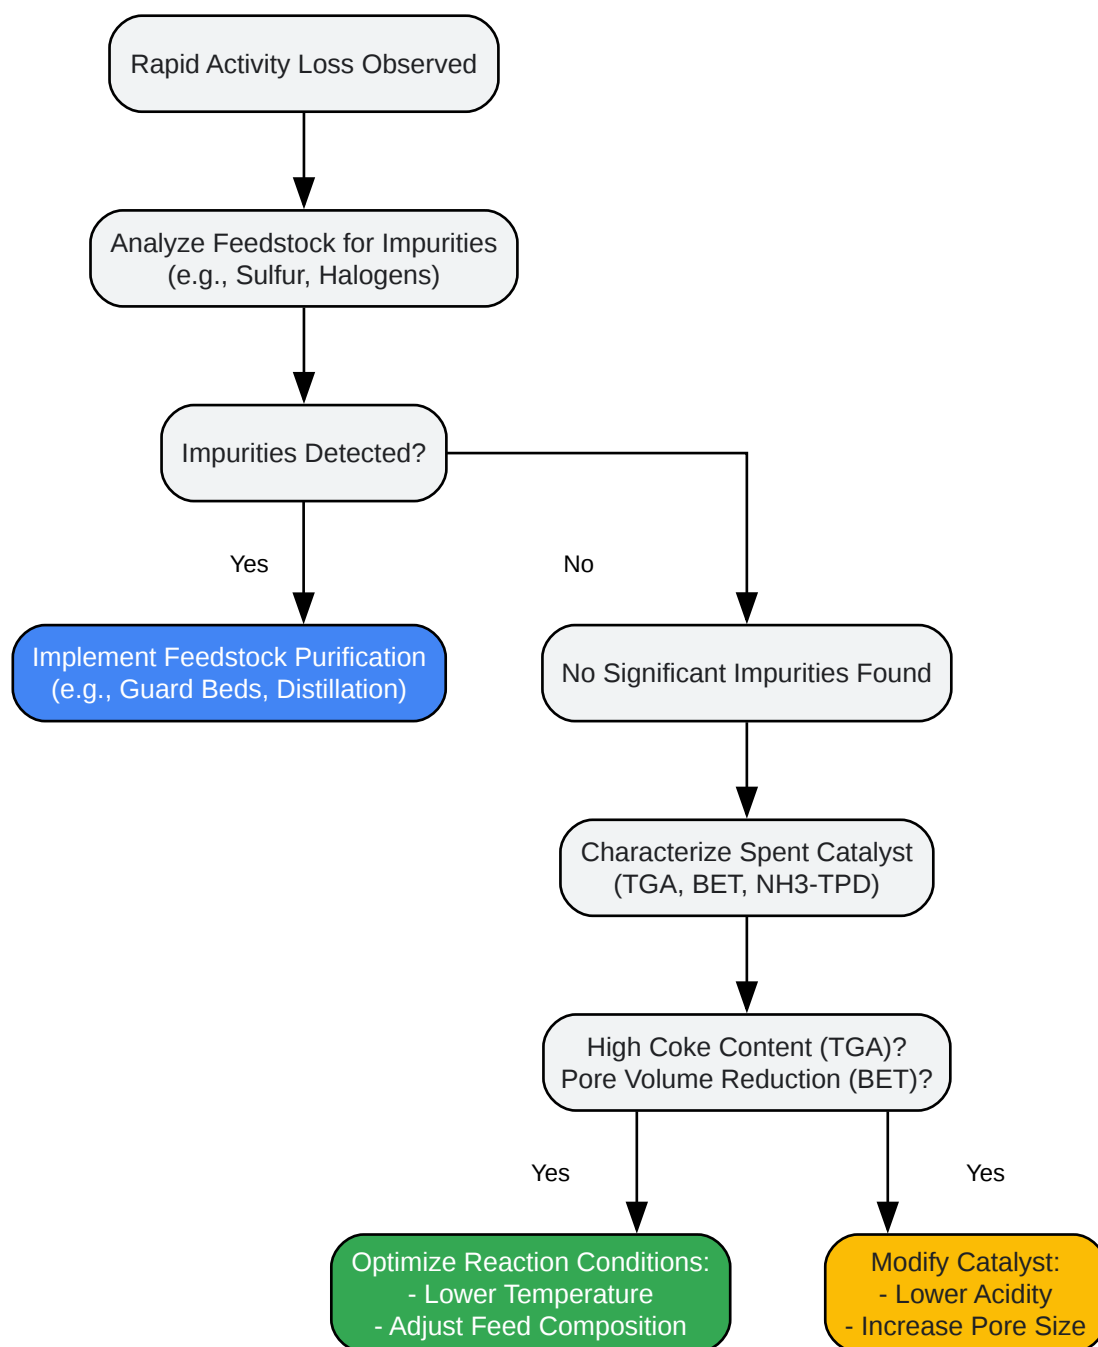 Rapid Activity Loss Observed
Analyze Feedstock for Impurities
(e.g., Sulfur, Halogens)
Impurities Detected?
Yes
No
Implement Feedstock Purification
(e.g., Guard Beds, Distillation)
No Significant Impurities Found
Characterize Spent Catalyst
(TGA, BET, NH3-TPD)
High Coke Content (TGA)?
Pore Volume Reduction (BET)?
Yes
Yes
Optimize Reaction Conditions:
- Lower Temperature
- Adjust Feed Composition
Modify Catalyst:
- Lower Acidity
- Increase Pore Size